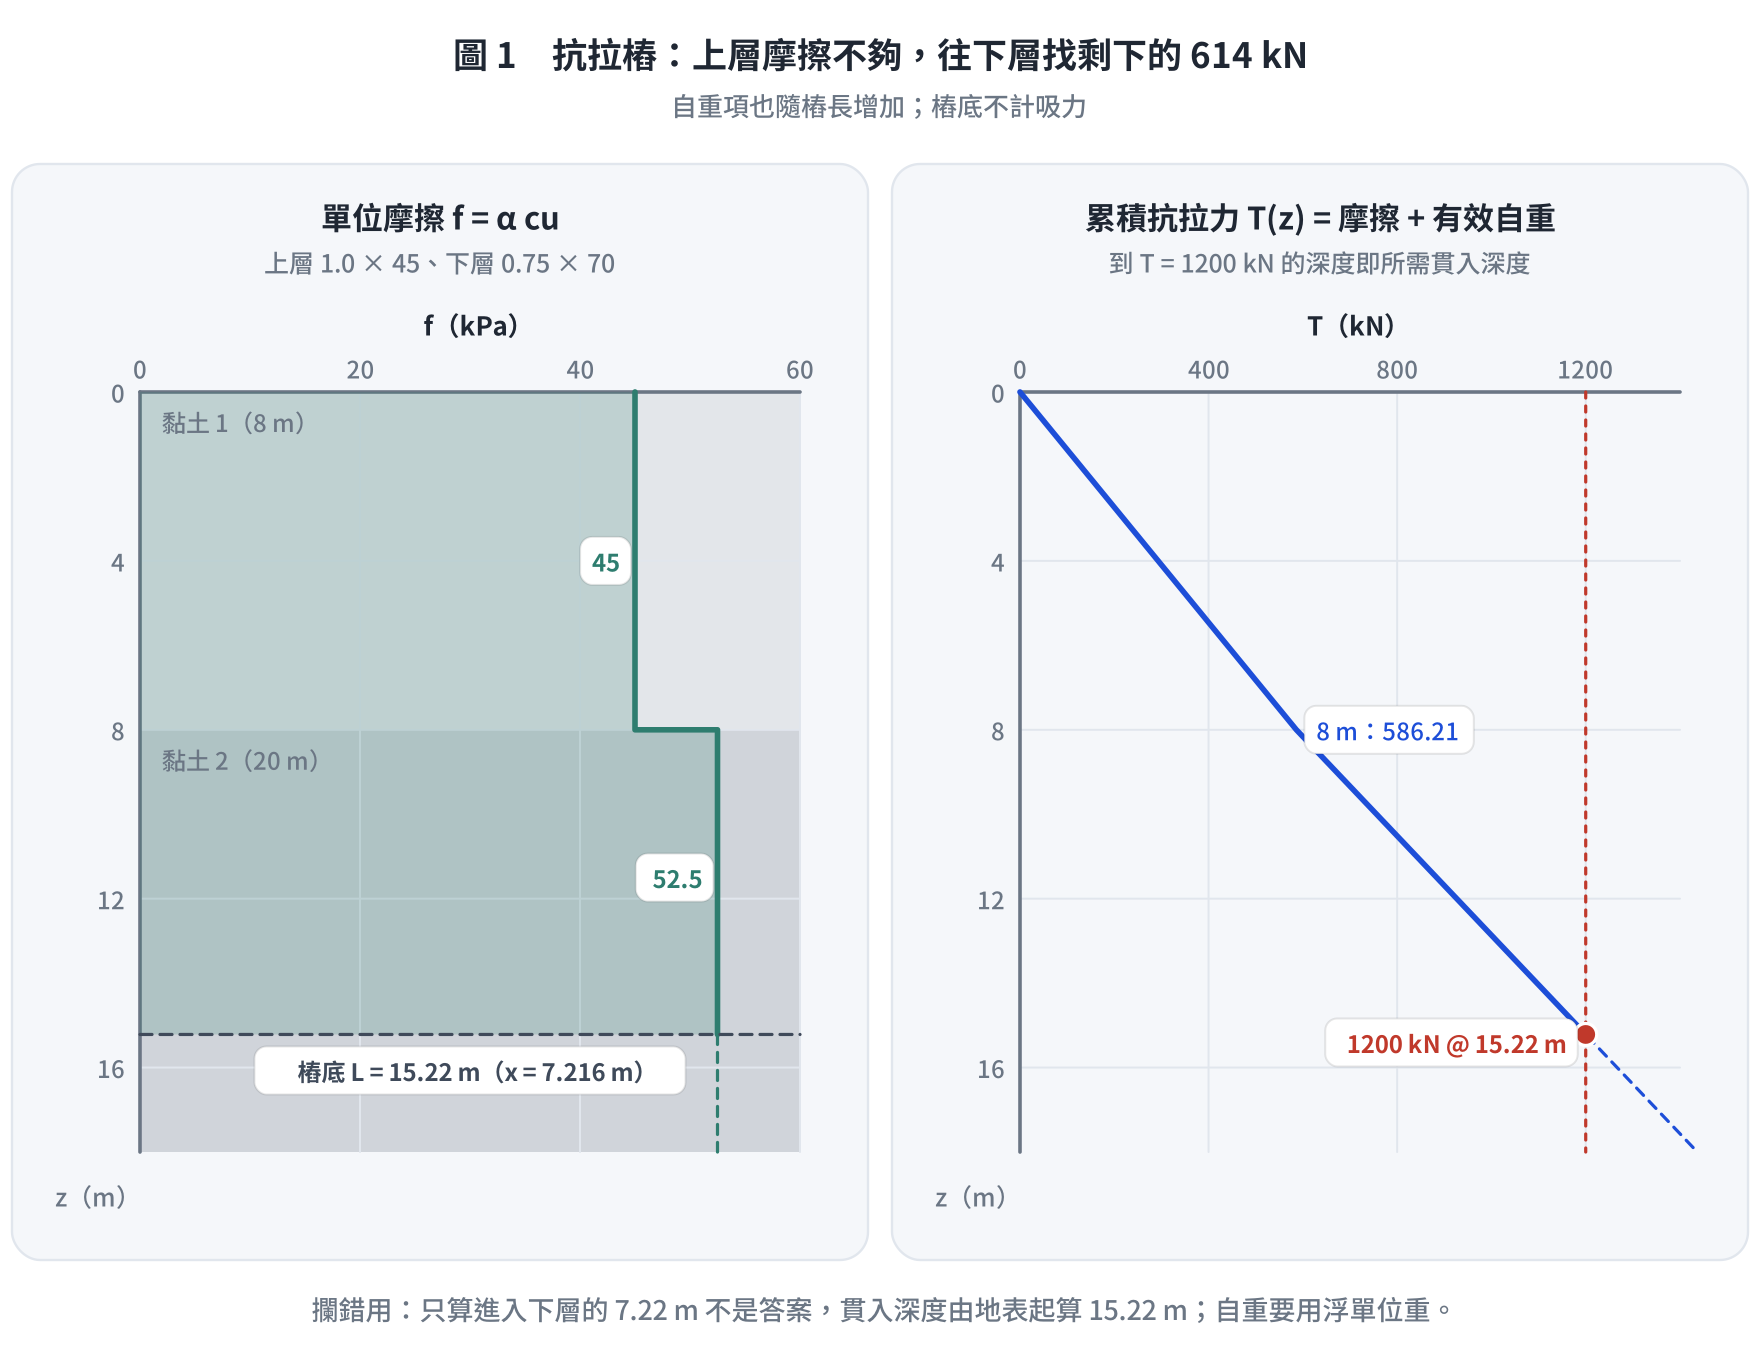 圖 1　抗拉樁：上層摩擦不夠，往下層找剩下的 614 kN
自重項也隨樁長增加；樁底不計吸力
單位摩擦 f = α cu
上層 1.0 × 45、下層 0.75 × 70
f（kPa）
0 20 40 60
0
黏土 1（8 m）
45
4
8
黏土 2（20 m）
52.5
12
16
樁底 L = 15.22 m（x = 7.216 m）
z（m）
累積抗拉力 T(z) = 摩擦 + 有效自重
到 T = 1200 kN 的深度即所需貫入深度
T（kN）
0 400 800 1200
0
4
8
8 m：586.21
12
1200 kN @ 15.22 m
16
z（m）
攔錯用：只算進入下層的 7.22 m 不是答案，貫入深度由地表起算 15.22 m；自重要用浮單位重。